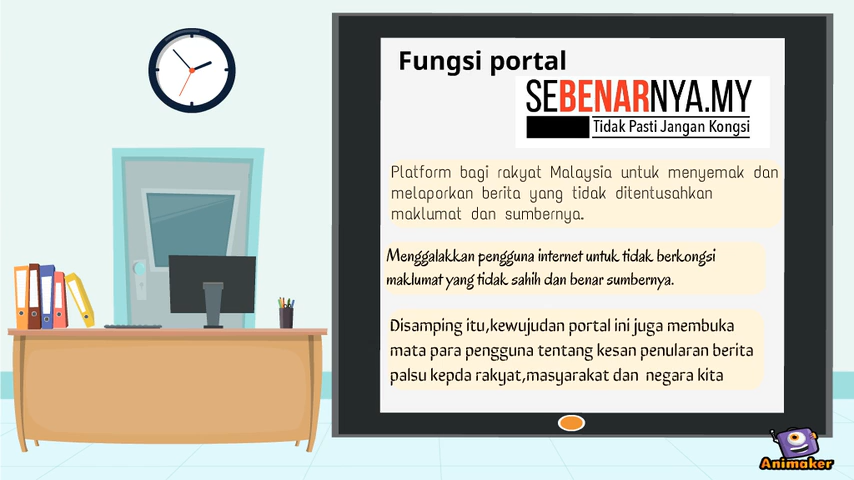 Fungsi portal
SEBENARNYA.MY
Tidak Pasti Jangan Kongsi
Platform bagi rakyat Malaysia untuk menyemak dan
melaporkan berita yang tidak ditentusahkan
maklumat dan sumbernya.
Menggalakkan pengguna internet untuk tidak berkongsi
maklumat yang tidak sahih dan benar sumbernya.
Disamping itu,kewujudan portal ini juga membuka
mata para pengguna tentang kesan penularan berita
palsu kepda rakyat,masyarakat dan negara kita
Animaker